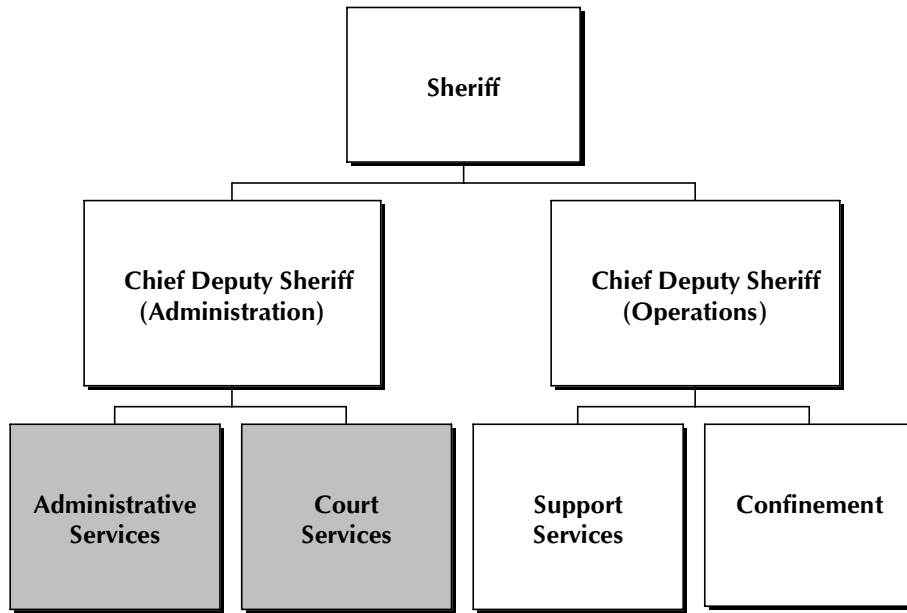 Sheriff
Chief Deputy Sheriff
(Administration)
Chief Deputy Sheriff
(Operations)
Administrative
Services
Court
Services
Support
Services
Confinement